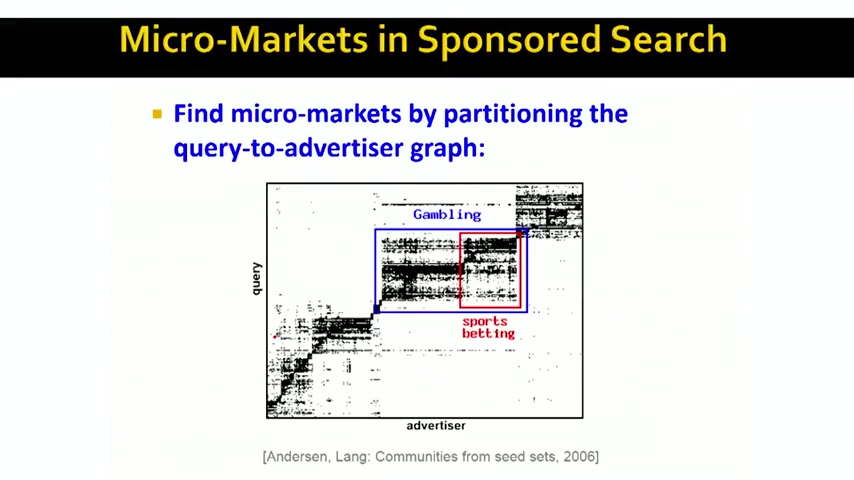 Micro-Markets in Sponsored Search
Find micro-markets by partitioning the
query-to-advertiser graph:
Gambling
query
sports
betting
advertiser
[Andersen, Lang: Communities from seed sets, 2006]